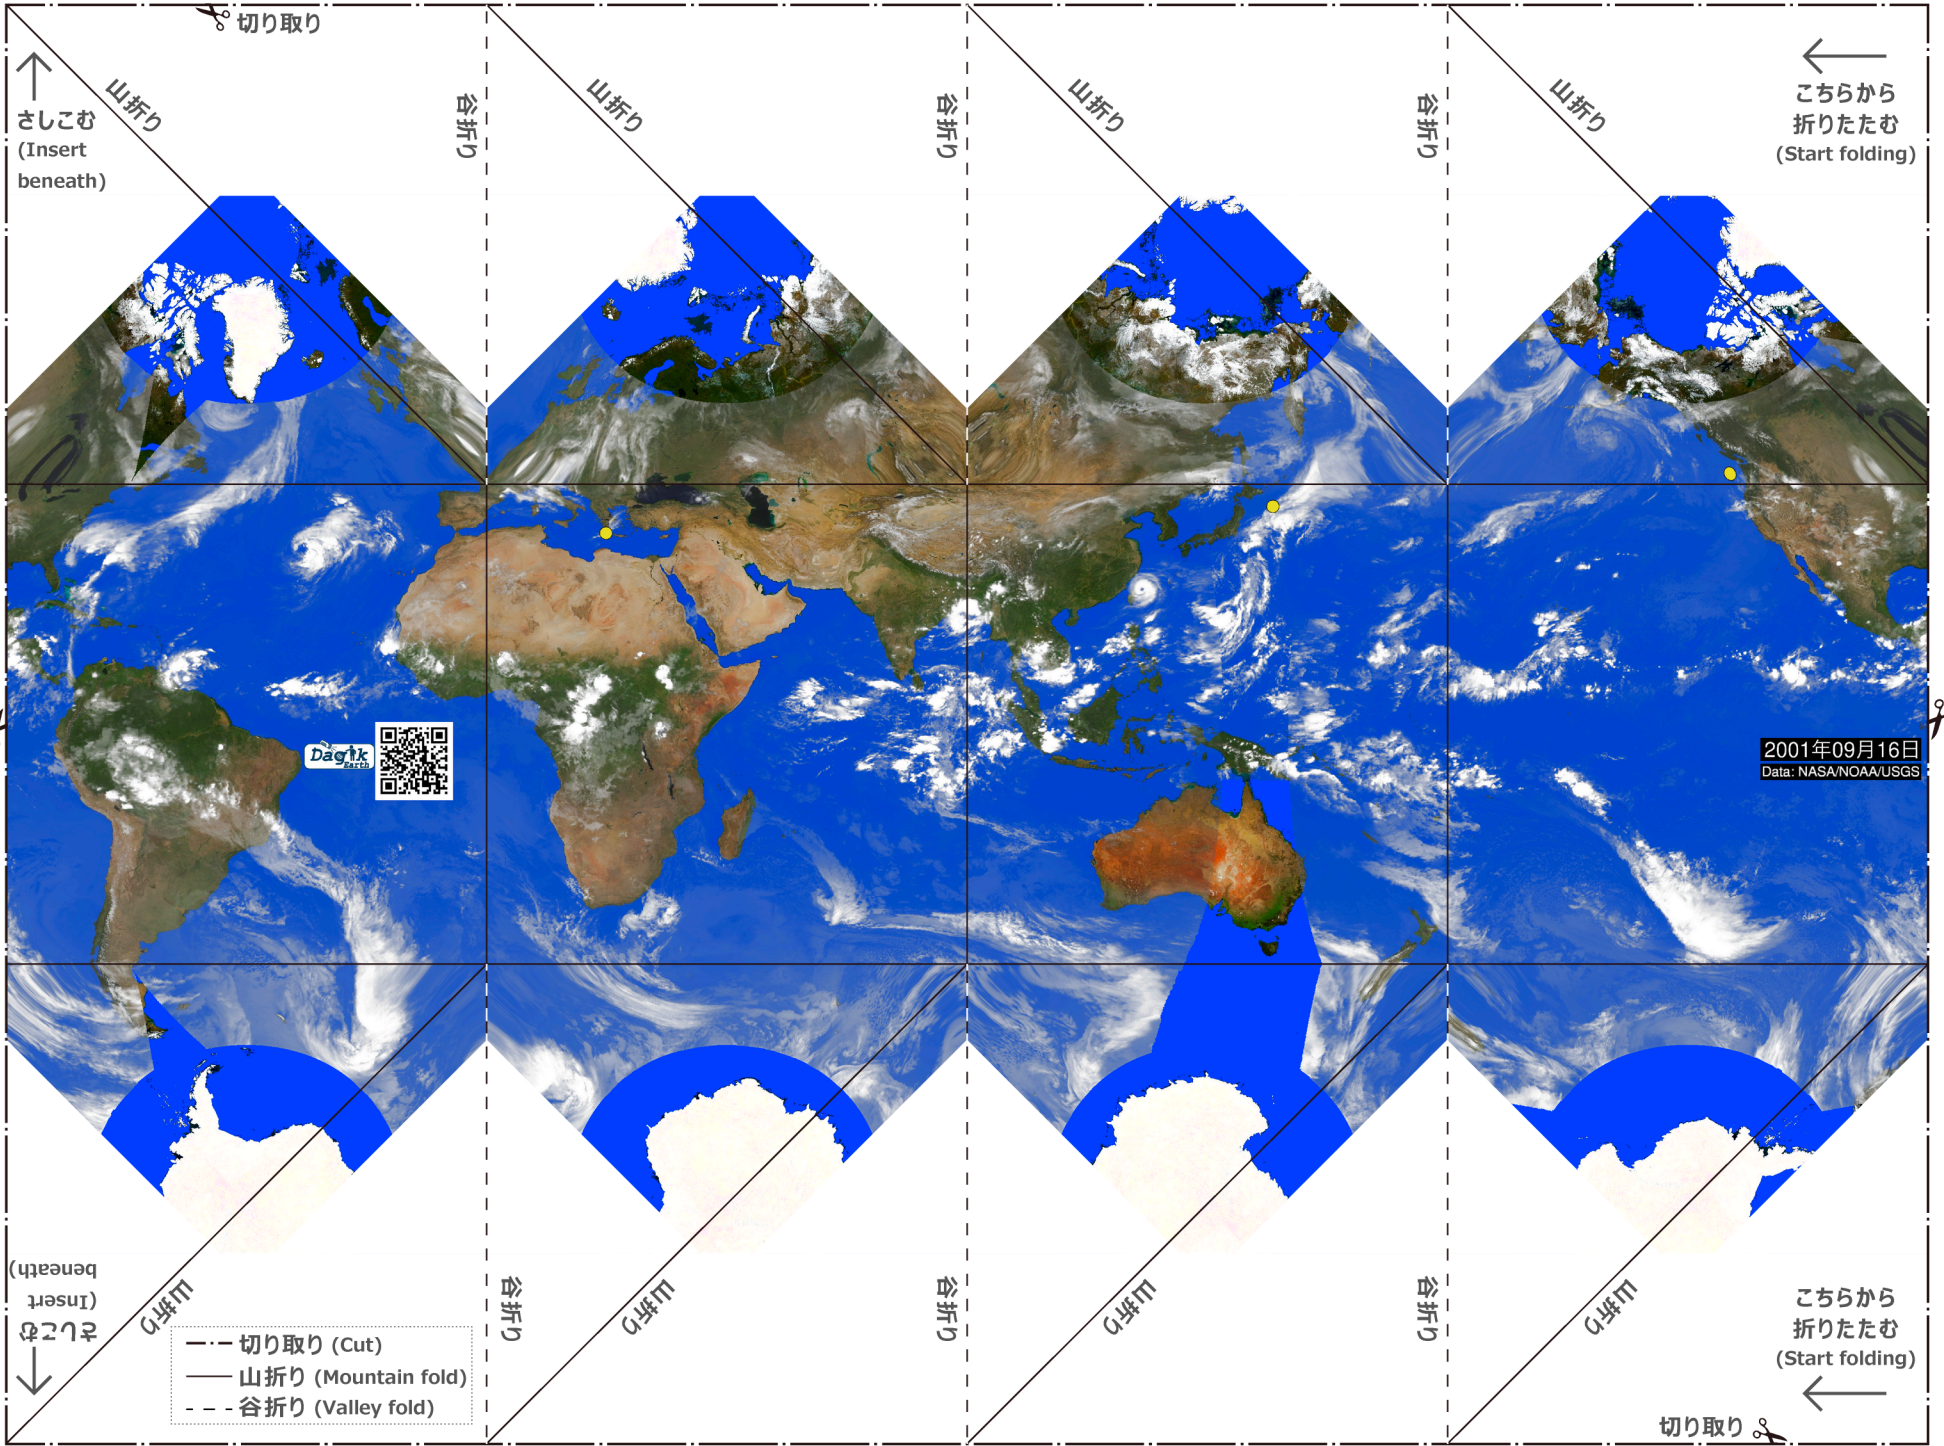 切り取り
山折り
谷折り
山折り
谷折り
山折り
谷折り
山折り
さしこむ
(Insert
beneath)
こちらから
折りたたむ
(Start folding)
Dagik
Earth
2001年09月16日
Data: NASA/NOAA/USGS
さしこむ
(Insert
beneath)
山折り
谷折り
山折り
谷折り
山折り
谷折り
山折り
こちらから
折りたたむ
(Start folding)
切り取り (Cut)
山折り (Mountain fold)
谷折り (Valley fold)
切り取り